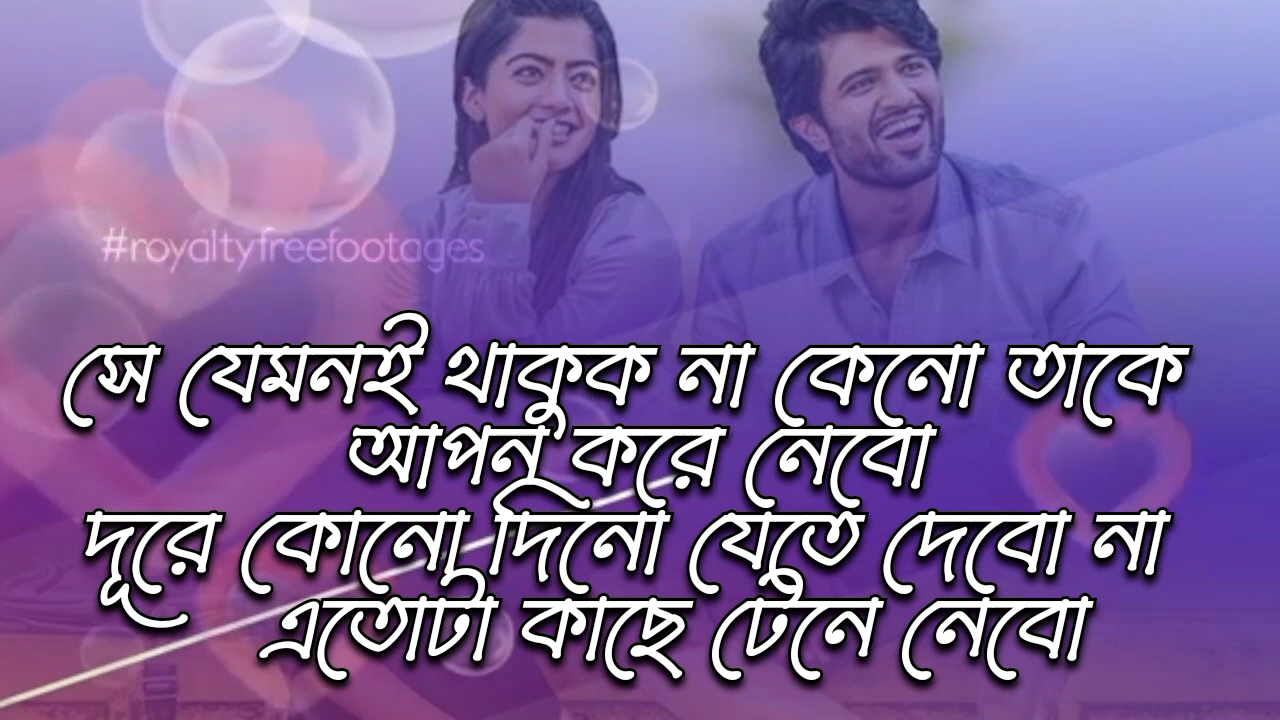 #royaltyfreefootages
সে যেমনই থাকুক না কেনো তাকে
আপন করে নেবো
দূরে কোনো দিনো যেতে দেবো না
এতোটা কাছে টেনে নেবো